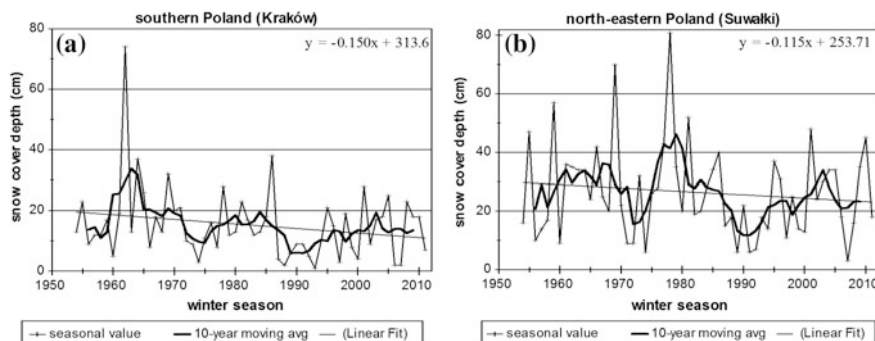 southern Poland (Kraków)
(a)
y = -0.150x + 313.6
snow cover depth (cm)
80
60
40
20
0
1950 1960 1970 1980 1990 2000 2010
winter season
seasonal value 10-year moving avg (Linear Fit)
north-eastern Poland (Suwałki)
(b)
y = -0.115x + 253.71
snow cover depth (cm)
80
60
40
20
0
1950 1960 1970 1980 1990 2000 2010
winter season
seasonal value 10-year moving avg (Linear Fit)